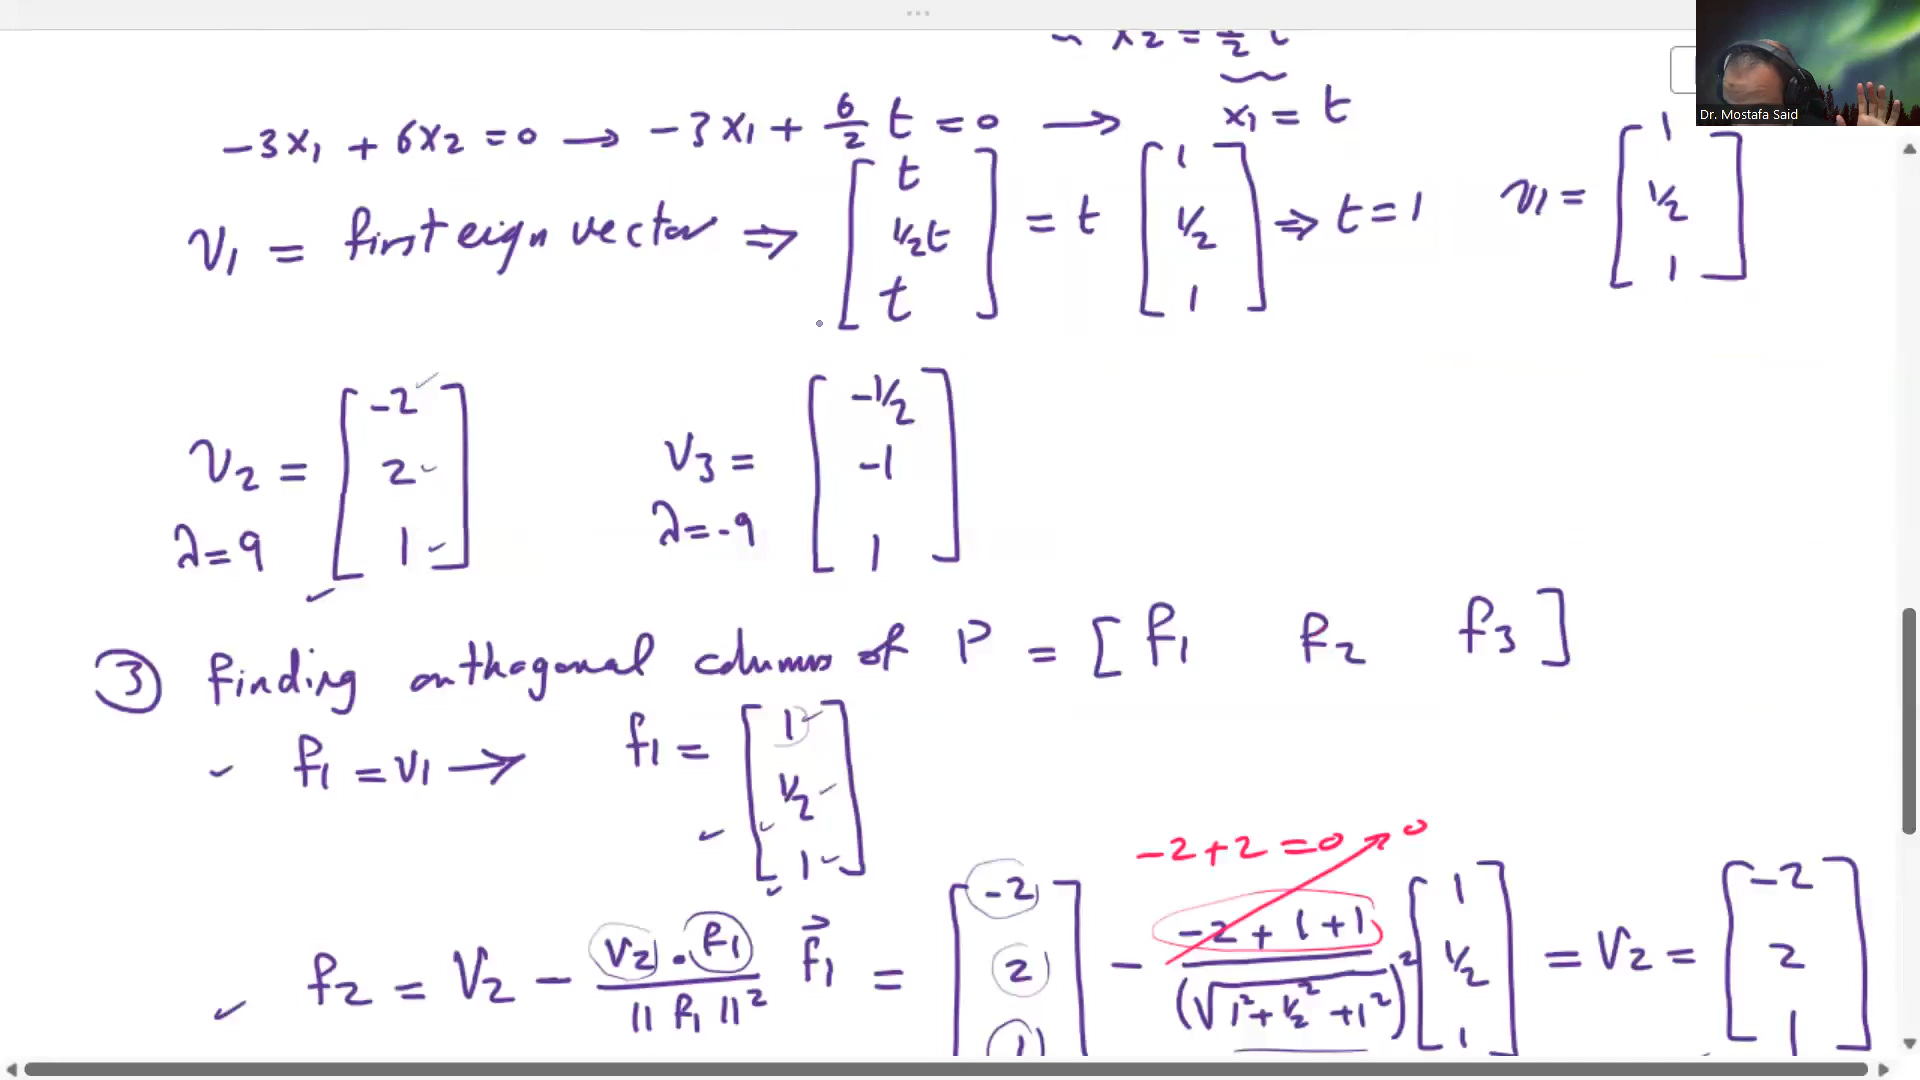 x2 = 1/2 t
Dr. Mostafa Said
-3x1 + 6x2 = 0 → -3x1 + 6/2 t = 0 → x1 = t
v1 = first eign vector ⇒ [ t 1/2t t ] = t [ 1 1/2 1 ] ⇒ t = 1 v1 = [ 1 1/2 1 ]
v2 = [ -2 2 1 ] v3 = [ -1/2 -1 1 ]
λ = 9 λ = -9
③ Finding orthagonal columns of P = [ f1 f2 f3 ]
f1 = v1 → f1 = [ 1 1/2 1 ]
-2+2 = 0 0
f2 = v2 - v2 . f1 / ||f1||² f1 = [ -2 2 1 ] - -2 + 1 + 1 / (√1² + 1/2² + 1²)² [ 1 1/2 1 ] = v2 = [ -2 2 1 ]